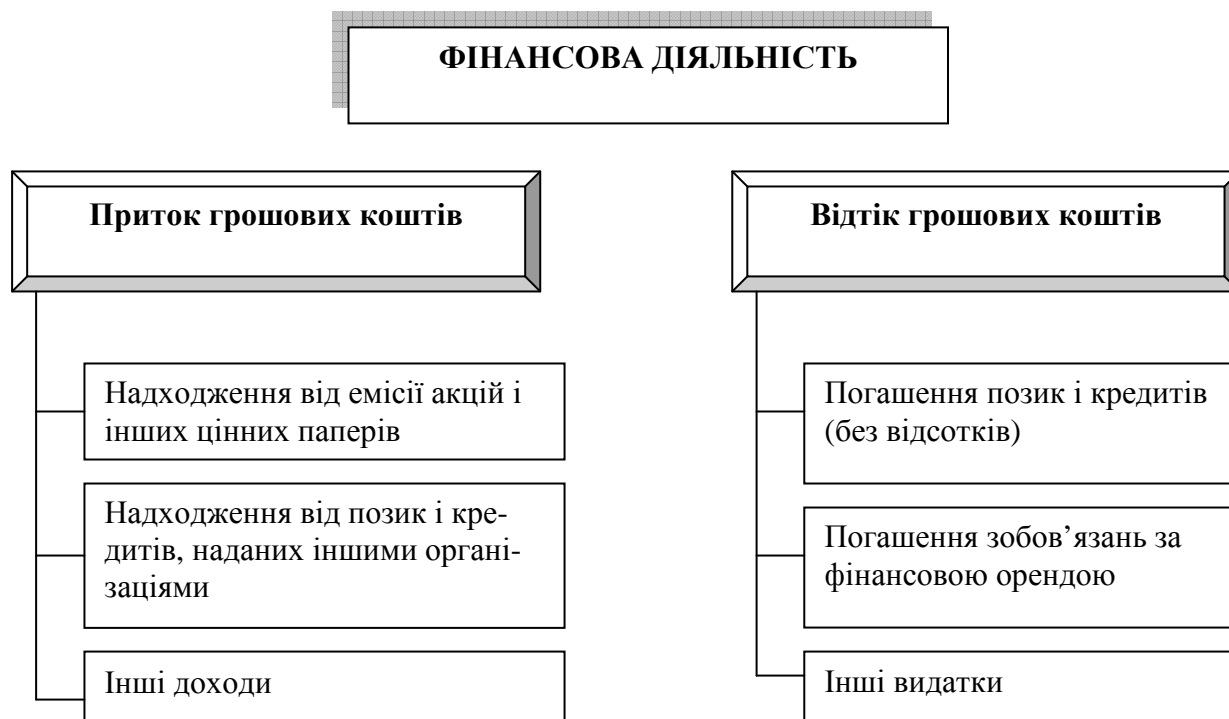 ФІНАНСОВА ДІЯЛЬНІСТЬ
Приток грошових коштів
Надходження від емісії акцій і
інших цінних паперів
Надходження від позик і кре-
дитів, наданих іншими органі-
заціями
Інші доходи
Відтік грошових коштів
Погашення позик і кредитів
(без відсотків)
Погашення зобов’язань за
фінансовою орендою
Інші видатки